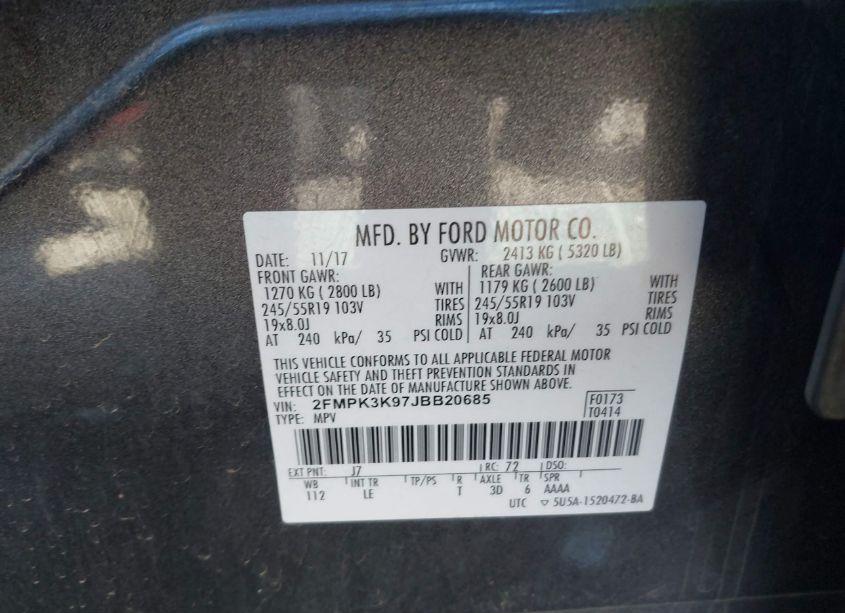 MFD. BY FORD MOTOR CO.
DATE: 11/17 GVWR: 2413 KG ( 5320 LB)
FRONT GAWR: REAR GAWR:
1270 KG ( 2800 LB) WITH 1179 KG ( 2600 LB) WITH
245/55R19 103V TIRES 245/55R19 103V TIRES
19x8.0J RIMS 19x8.0J RIMS
AT 240 kPa/ 35 PSI COLD AT 240 kPa/ 35 PSI COLD
THIS VEHICLE CONFORMS TO ALL APPLICABLE FEDERAL MOTOR
VEHICLE SAFETY AND THEFT PREVENTION STANDARDS IN
EFFECT ON THE DATE OF MANUFACTURE SHOWN ABOVE.
VIN: 2FMPK3K97JBB20685 F0173
TYPE: MPV T0414
EXT PNT: J7 RC: 72 DSO:
WB INT TR TP/PS R AXLE TR SPR
112 LE T 3D 6 AAAA
UTC ▽ 5U5A-1520472-BA